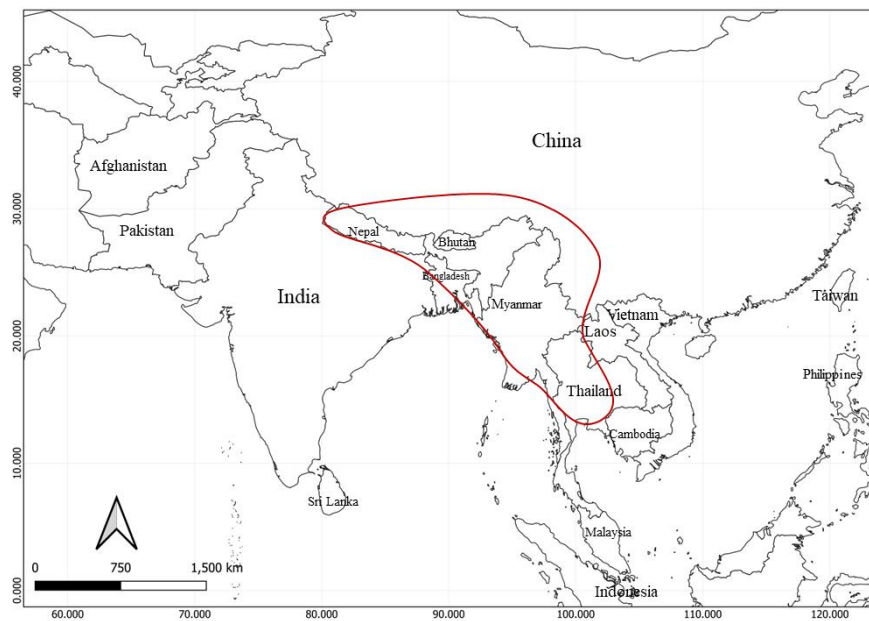 40.000
China
Afghanistan
30.000
Pakistan
Nepal
Bhutan
Bangladesh
India
Myanmar
Taiwan
Vietnam
Laos
20.000
Philippines
Thailand
Cambodia
10.000
Sri Lanka
Malaysia
0 750 1,500 km
Indonesia
0.000
60.000 70.000 80.000 90.000 100.000 110.000 120.000